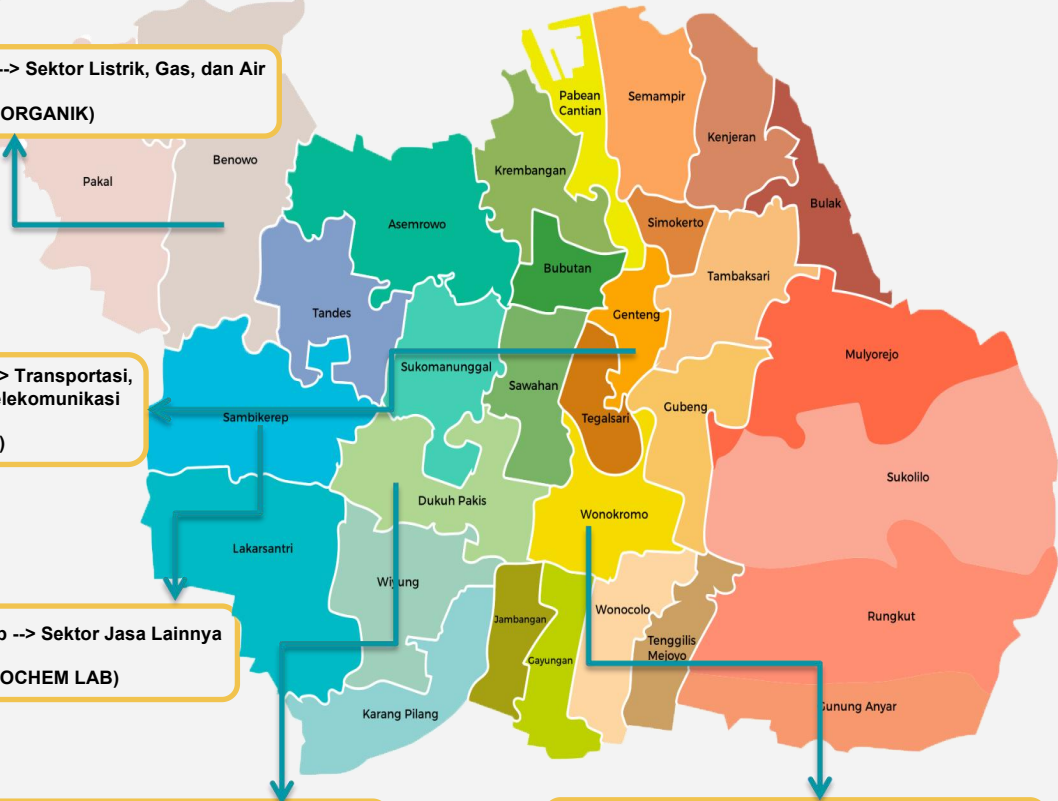 --> Sektor Listrik, Gas, dan Air
ORGANIK)
Pakal
Benowo
Asemrowo
Tandes
Krembangan
Pabean
Cantian
Semampir
Kenjeran
Bulak
Simokerto
Tambaksari
Bubutan
Genteng
Mulyorejo
> Transportasi,
elekomunikasi
)
Sambikerep
Sukomanunggal
Sawahan
Tegalsari
Gubeng
Sukolilo
Dukuh Pakis
Wonokromo
Lakarsantri
Wiyung
Jambangan
Gayungan
Wonocolo
Tenggilis
Mejoyo
Rungkut
--> Sektor Jasa Lainnya
OCHEM LAB)
Karang Pilang
Gunung Anyar